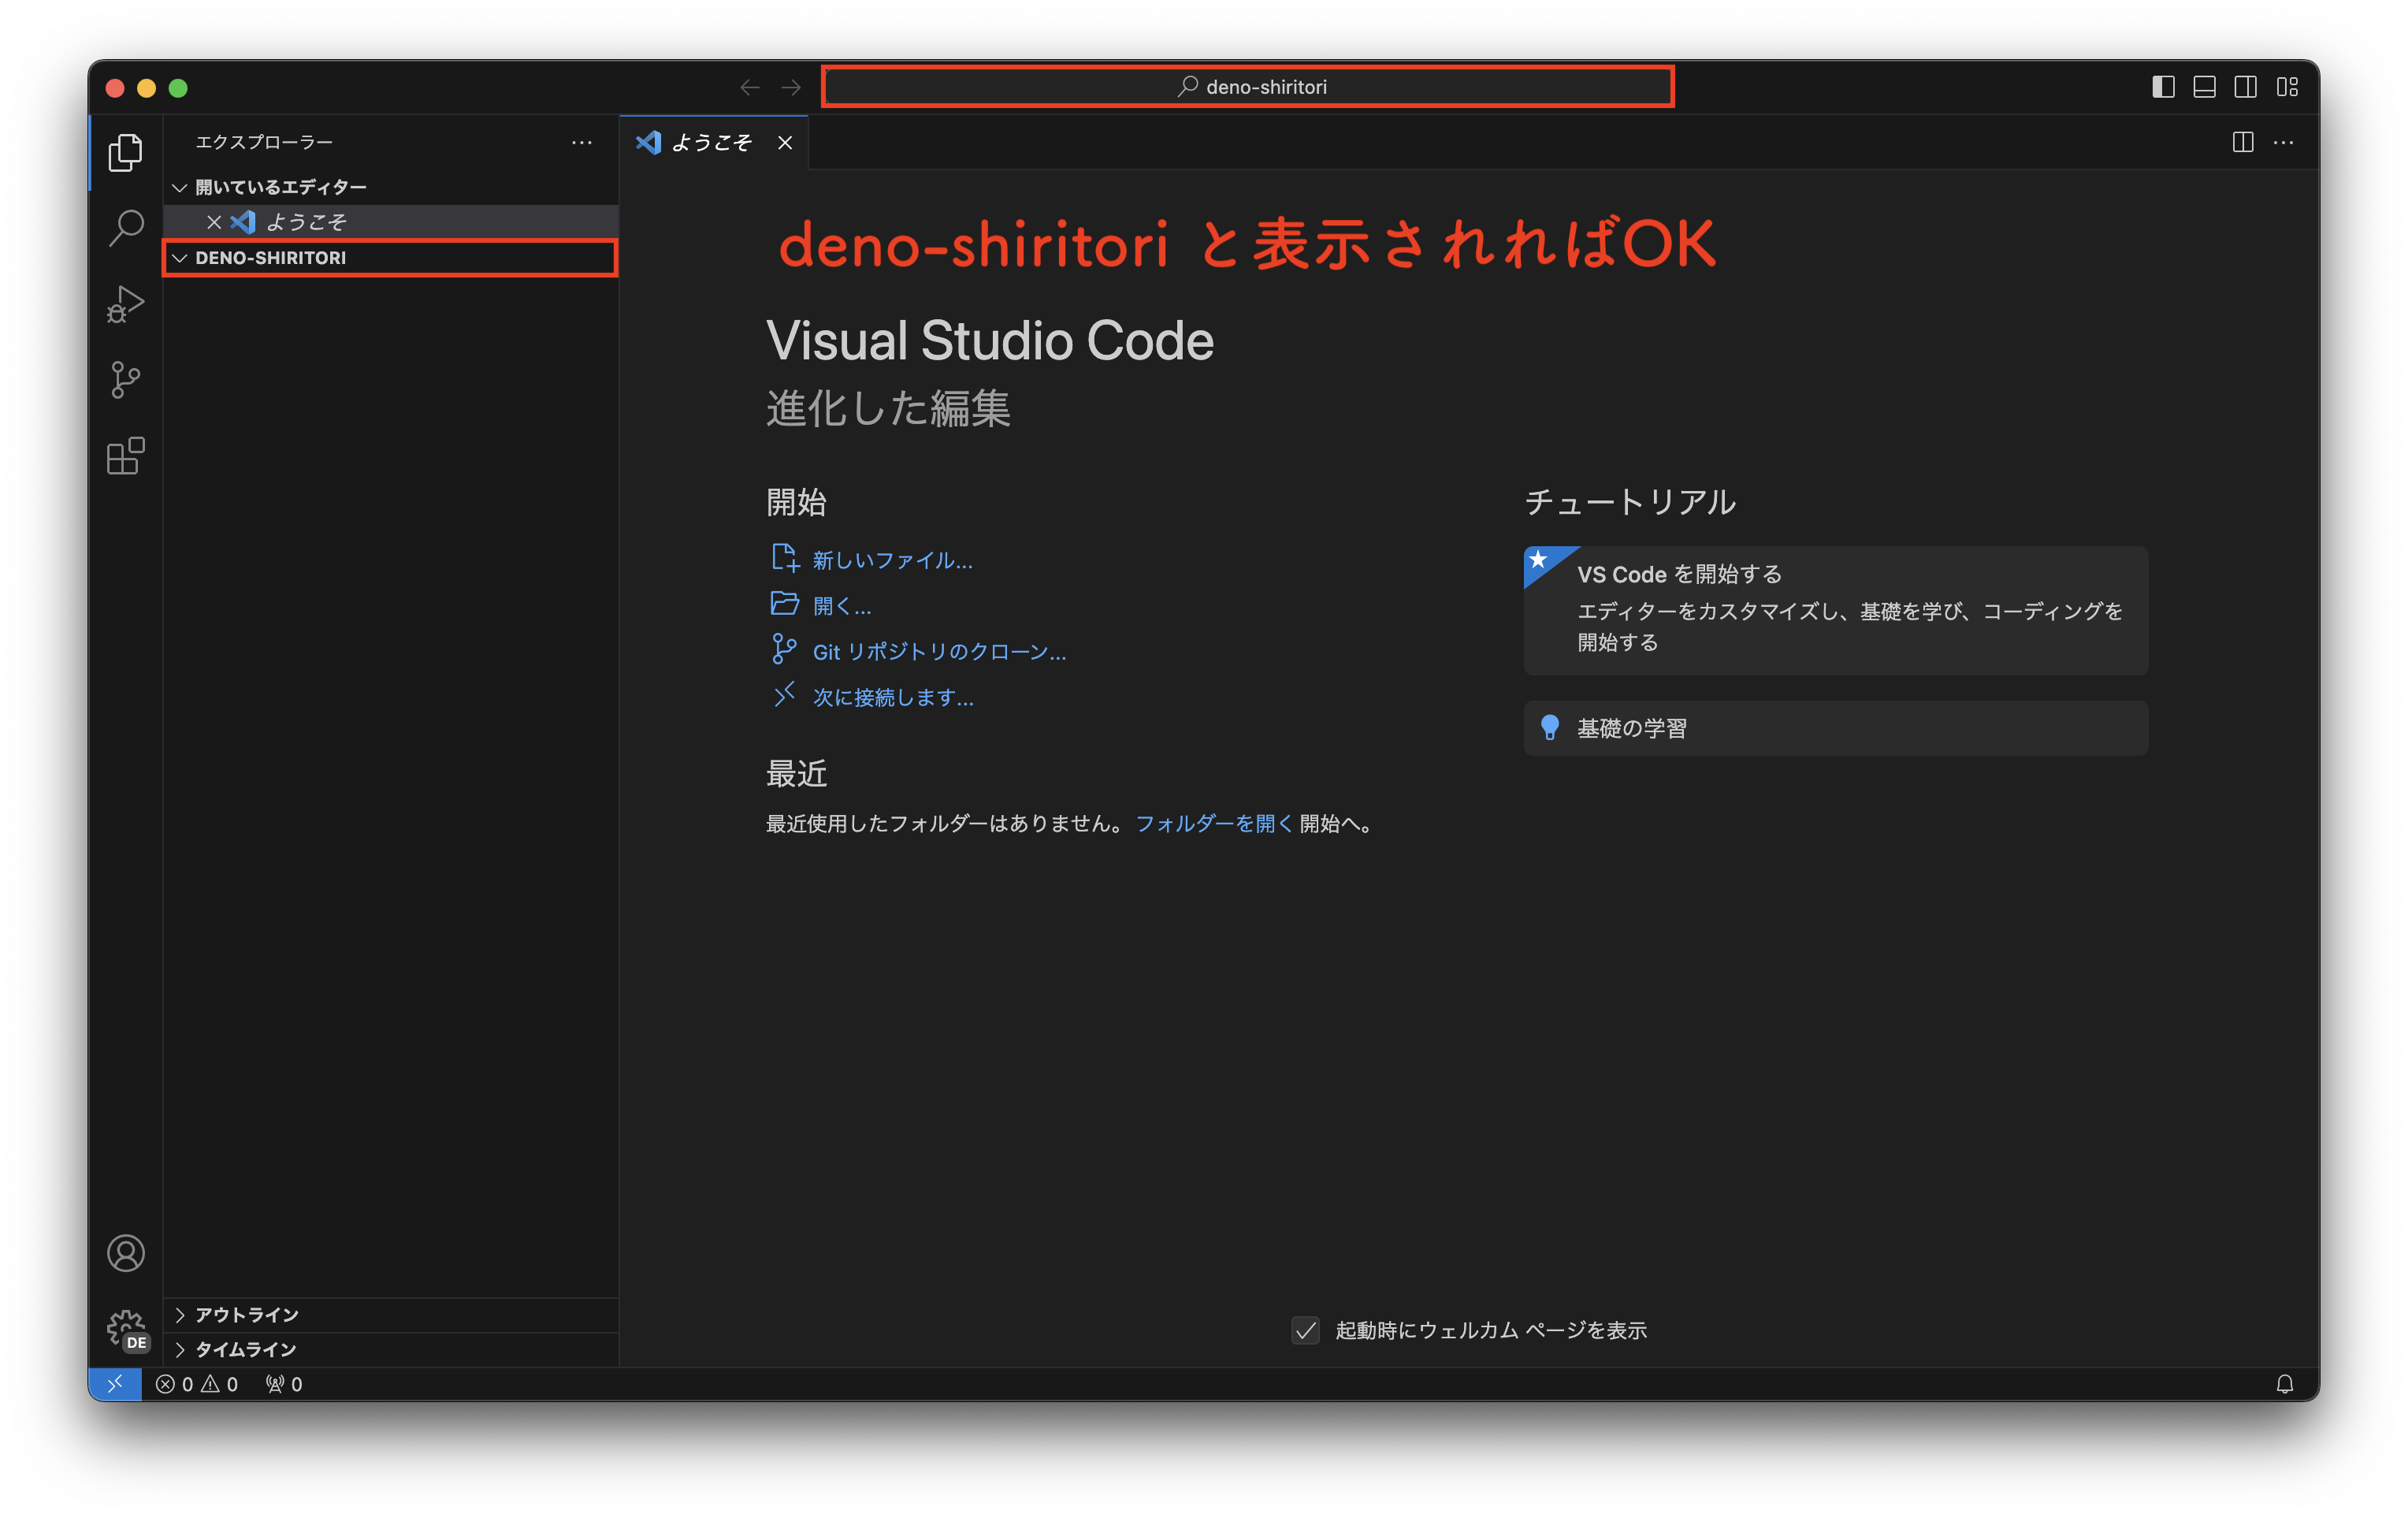 deno-shiritori
エクスプローラー
開いているエディター
ようこそ
DENO-SHIRITORI
アウトライン
タイムライン
DE
ようこそ
deno-shiritori と表示されればOK
Visual Studio Code
進化した編集
開始
新しいファイル...
開く...
Git リポジトリのクローン...
次に接続します...
最近
最近使用したフォルダーはありません。 フォルダーを開く 開始へ。
チュートリアル
VS Code を開始する
エディターをカスタマイズし、基礎を学び、コーディングを
開始する
基礎の学習
起動時にウェルカム ページを表示
0 0 0